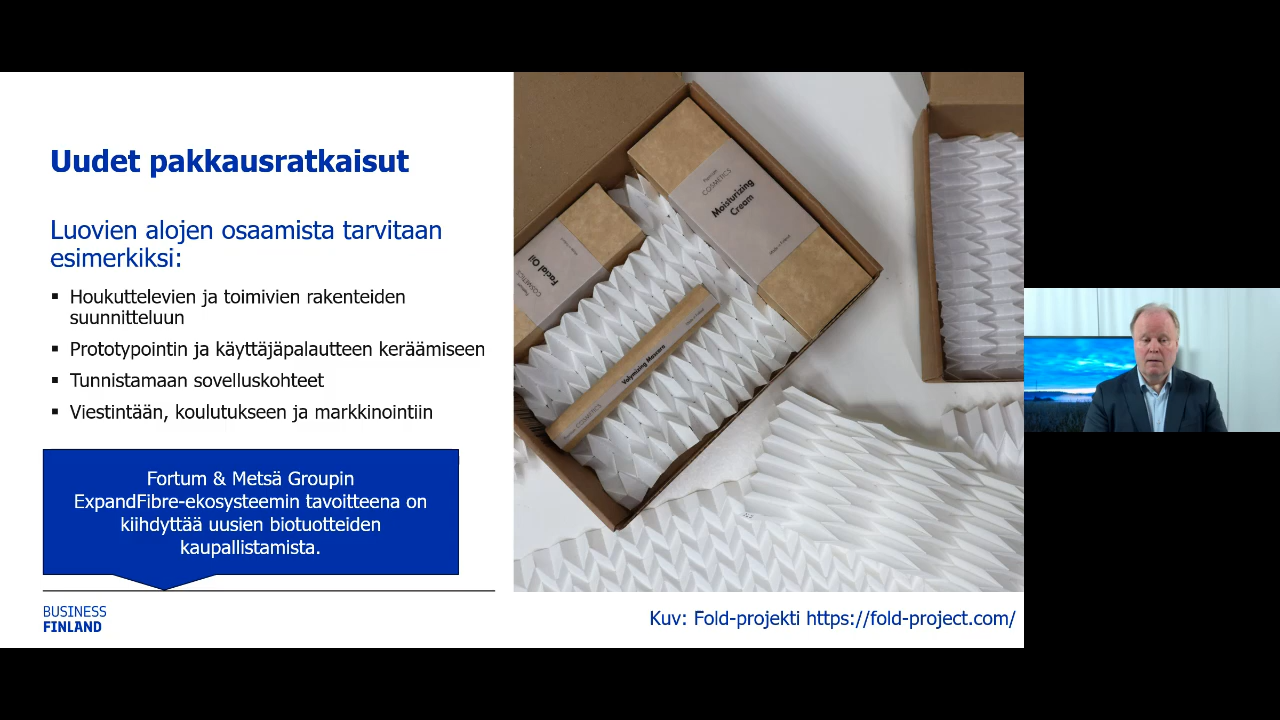 Uudet pakkausratkaisut
Luovien alojen osaamista tarvitaan
esimerkiksi:
▪ Houkuttelevien ja toimivien rakenteiden
suunnitteluun
▪ Prototypointin ja käyttäjäpalautteen keräämiseen
▪ Tunnistamaan sovelluskohteet
▪ Viestintään, koulutukseen ja markkinointiin
Fortum & Metsä Groupin
ExpandFibre-ekosysteemin tavoitteena on
kiihdyttää uusien biotuotteiden
kaupallistamista.
BUSINESS
FINLAND
COSMETICS
Moisturizing
Cream
COSMETICS
Facial Oil
COSMETICS
Kuv: Fold-projekti https://fold-project.com/